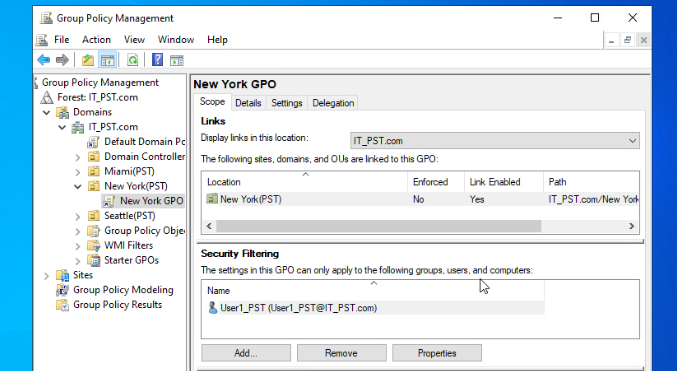 Group Policy Management
File Action View Window Help
Group Policy Management
Forest: IT_PST.com
Domains
IT_PST.com
Default Domain Pc
Domain Controller
Miami(PST)
New York(PST)
New York GPO
Seattle(PST)
Group Policy Obje
WMI Filters
Starter GPOs
Sites
Group Policy Modeling
Group Policy Results
New York GPO
Scope Details Settings Delegation
Links
Display links in this location: IT_PST.com
The following sites, domains, and OUs are linked to this GPO:
Location Enforced Link Enabled Path
New York(PST) No Yes IT_PST.com/New York
Security Filtering
The settings in this GPO can only apply to the following groups, users, and computers:
Name
User1_PST (User1_PST@IT_PST.com)
Add... Remove Properties